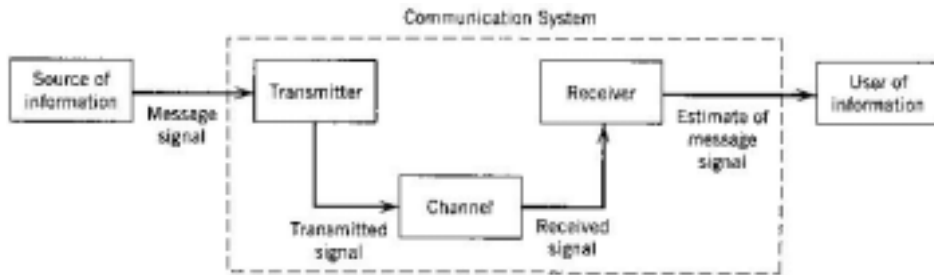 Communication System
Source of
information
Message
signal
Transmitter
Transmitted
signal
Channel
Received
signal
Receiver
Estimate of
message
signal
User of
information